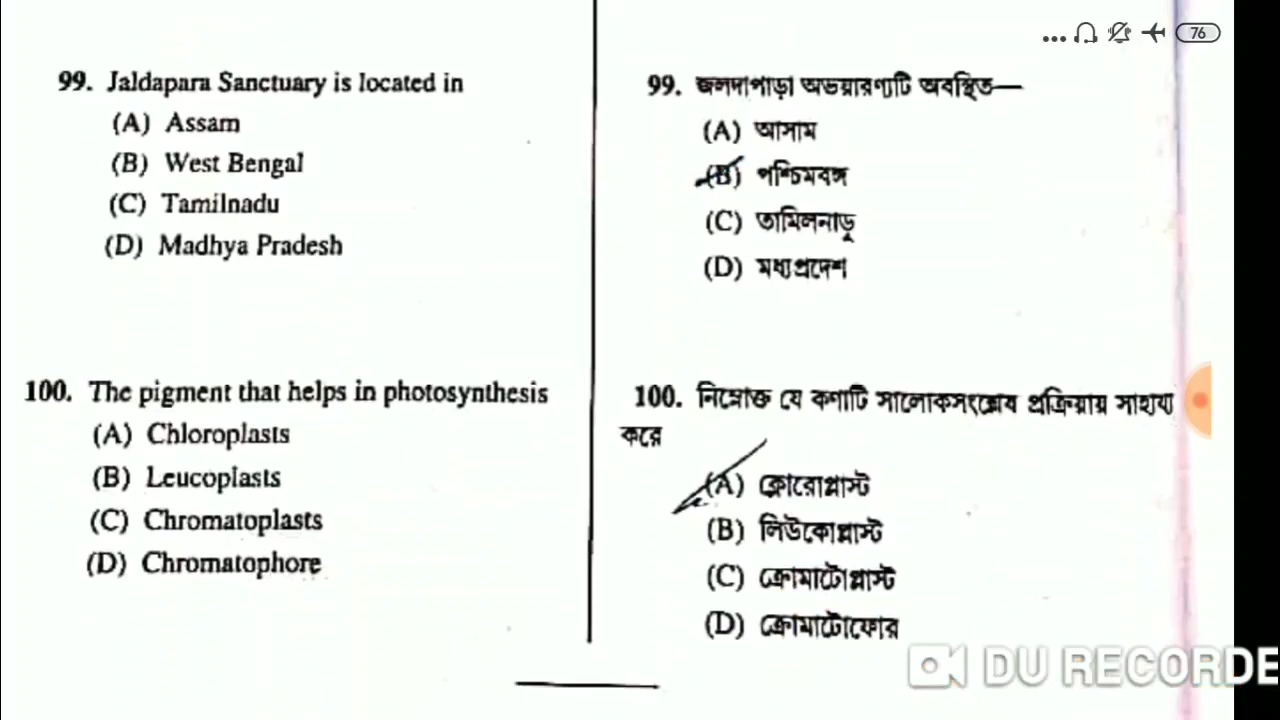 ... 76
99. Jaldapara Sanctuary is located in
(A) Assam
(B) West Bengal
(C) Tamilnadu
(D) Madhya Pradesh
100. The pigment that helps in photosynthesis
(A) Chloroplasts
(B) Leucoplasts
(C) Chromatoplasts
(D) Chromatophore
99. জলদাপাড়া অভয়ারণ্যটি অবস্থিত—
(A) আসাম
(B) পশ্চিমবঙ্গ
(C) তামিলনাড়ু
(D) মধ্যপ্রদেশ
100. নিম্নোক্ত যে কণাটি সালোকসংশ্লেষ প্রক্রিয়ায় সাহায্য
করে
(A) ক্লোরোপ্লাস্ট
(B) লিউকোপ্লাস্ট
(C) ক্রোমাটোপ্লাস্ট
(D) ক্রোমাটোফোর
DU RECORDE